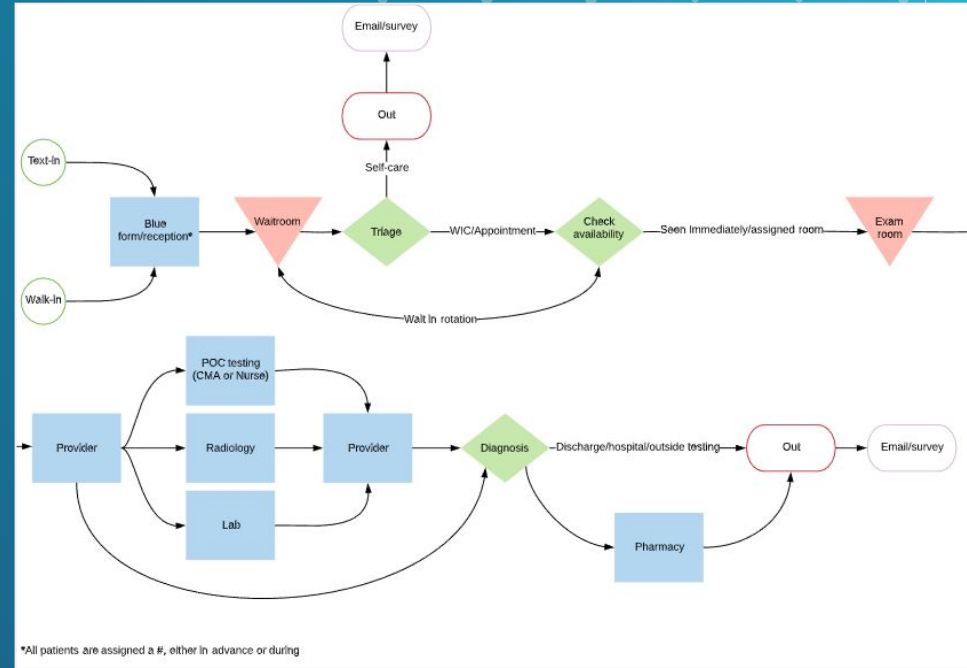 Email/survey
Out
Self-care
Text-in
Blue
form/reception*
Waitroom
Triage
WIC/Appointment
Check
availability
Seen Immediately/assigned room
Exam
room
Walk-in
Wait in rotation
POC testing
(CMA or Nurse)
Provider
Radiology
Provider
Diagnosis
Discharge/hospital/outside testing
Out
Email/survey
Lab
Pharmacy
*All patients are assigned a #, either in advance or during